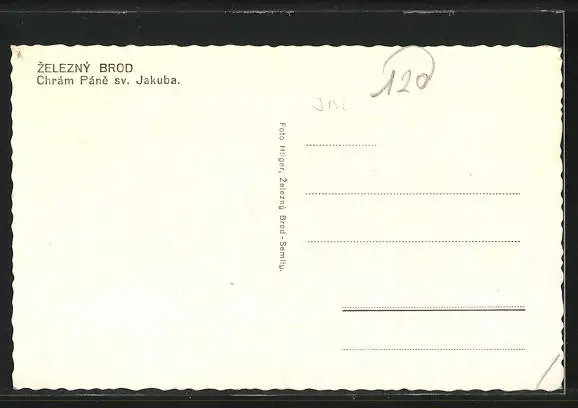 ŽELEZNÝ BROD
Chrám Páně sv. Jakuba.
120
Foto Hilger, Železný Brod-Semily.